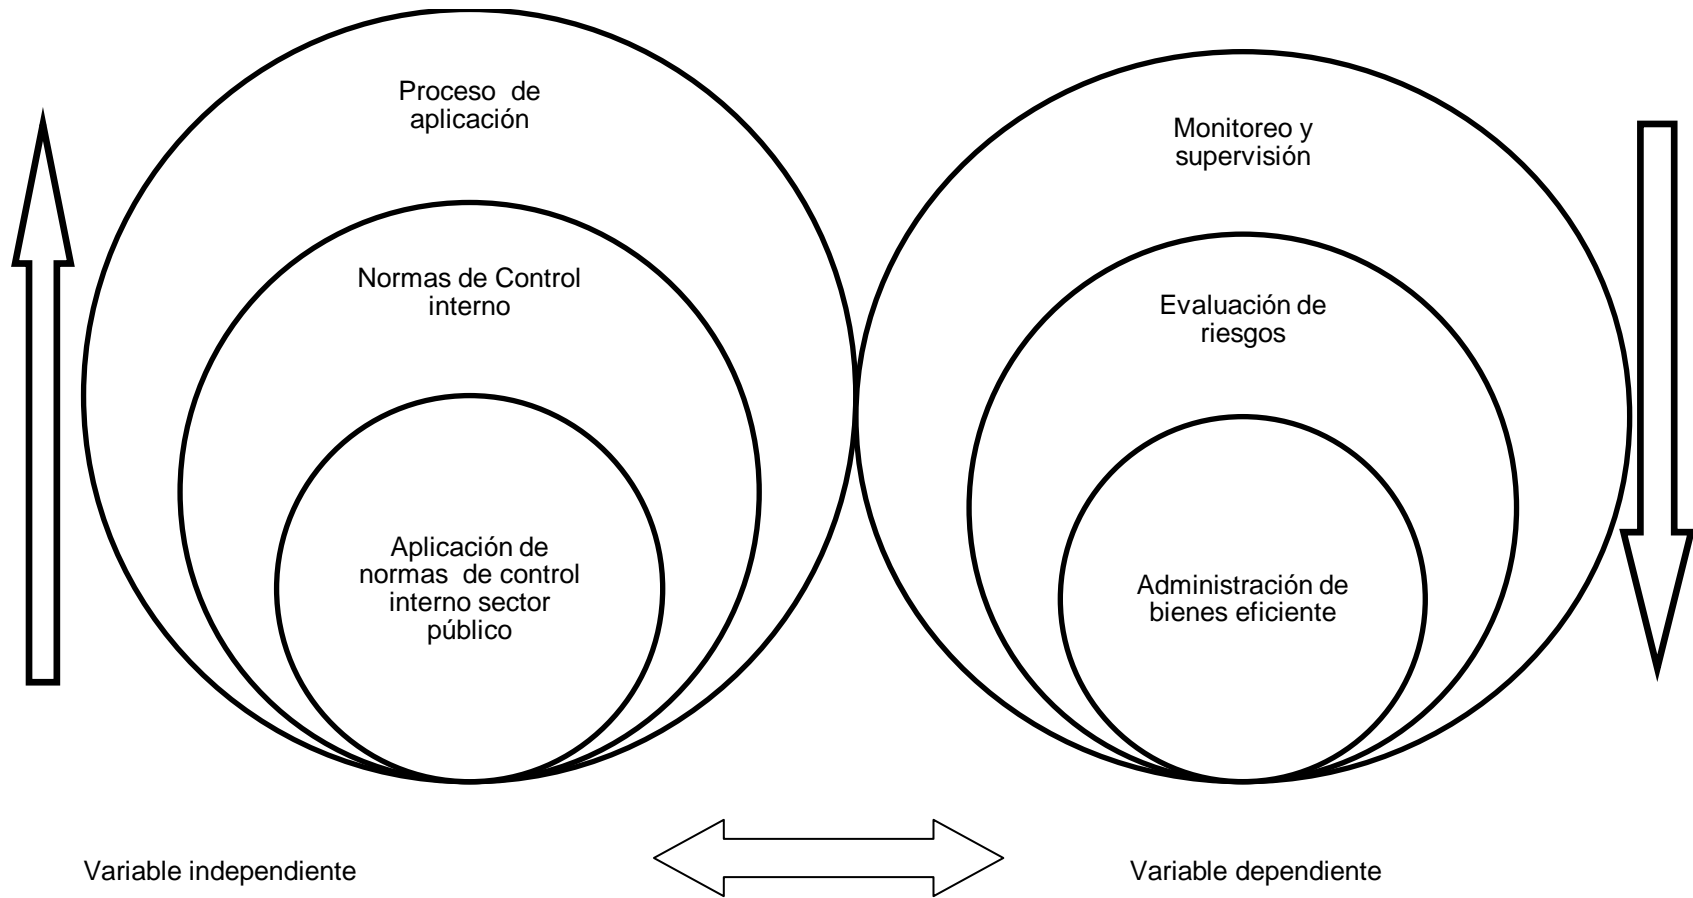 Proceso de
aplicación
Normas de Control
interno
Aplicación de
normas de control
interno sector
público
Monitoreo y
supervisión
Evaluación de
riesgos
Administración de
bienes eficiente
Variable independiente
Variable dependiente